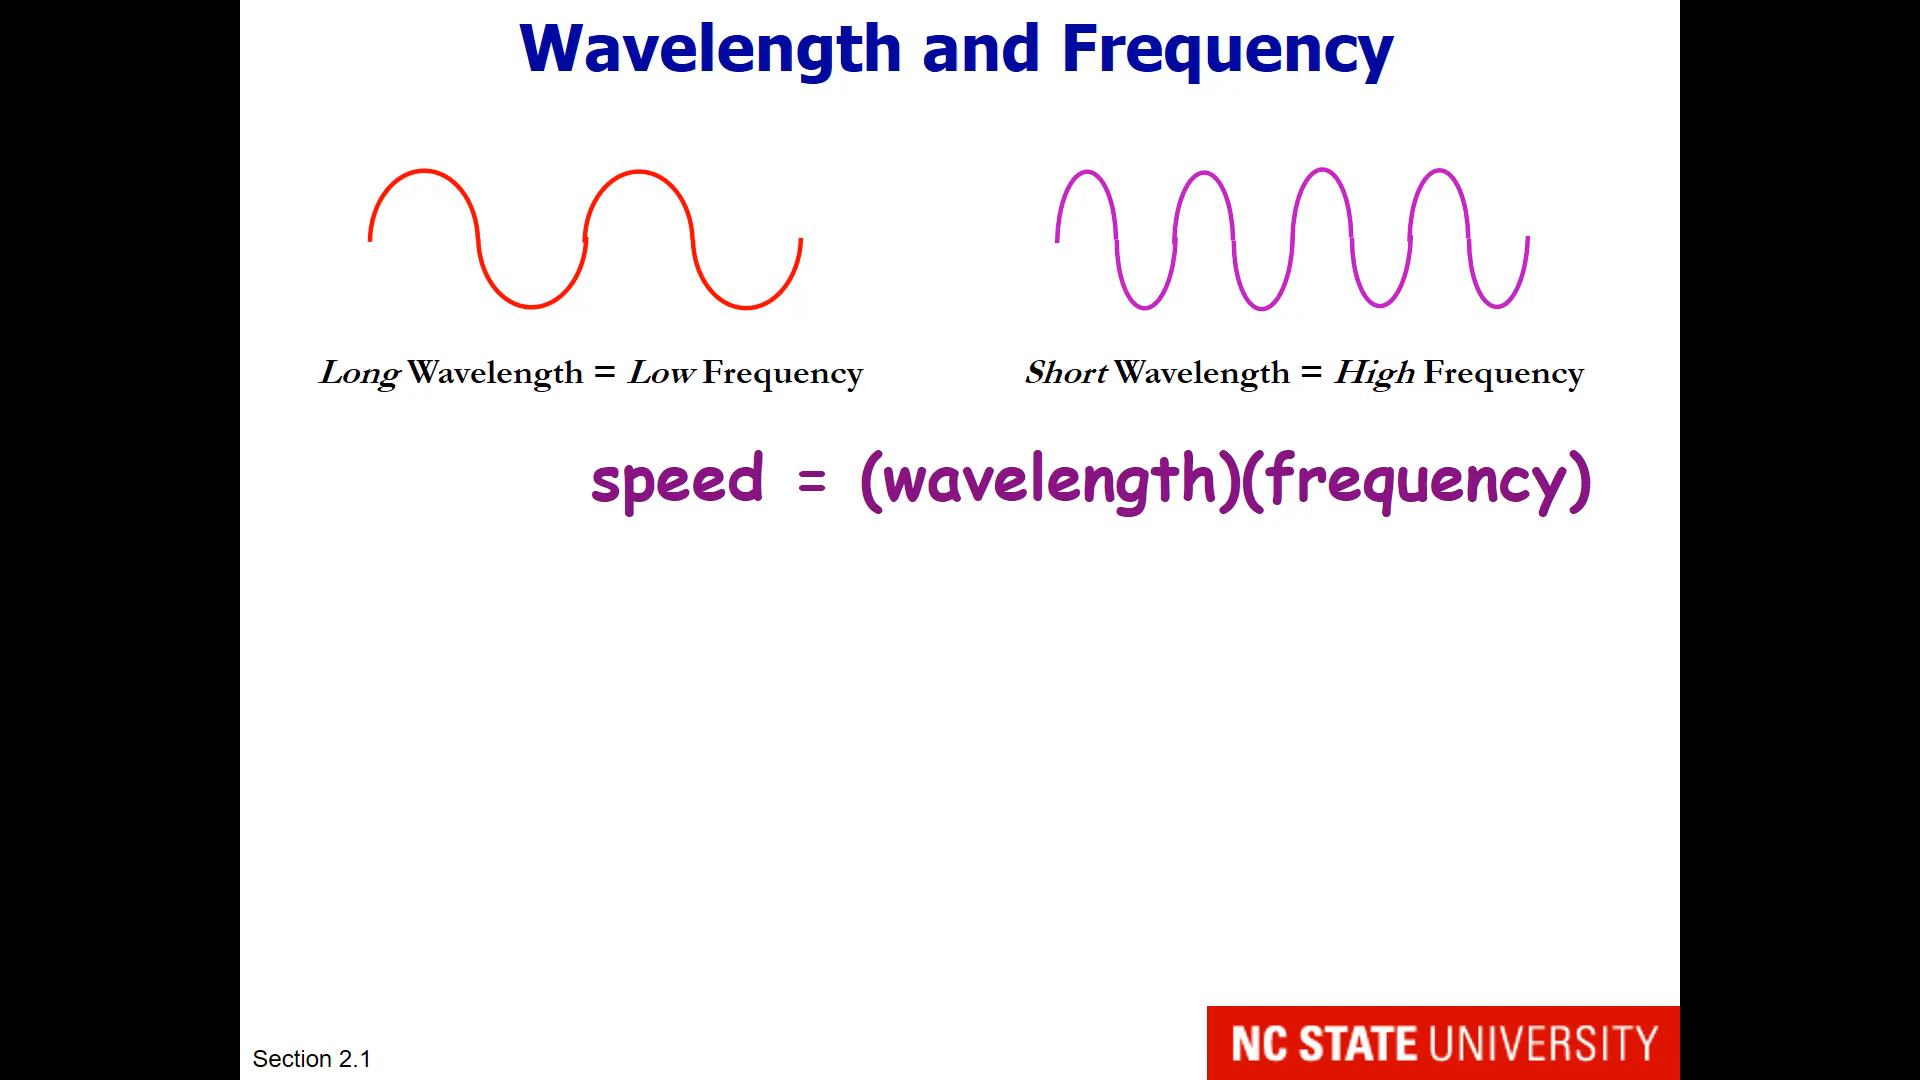 Wavelength and Frequency
Long Wavelength = Low Frequency
Short Wavelength = High Frequency
speed = (wavelength)(frequency)
Section 2.1
NC STATE UNIVERSITY